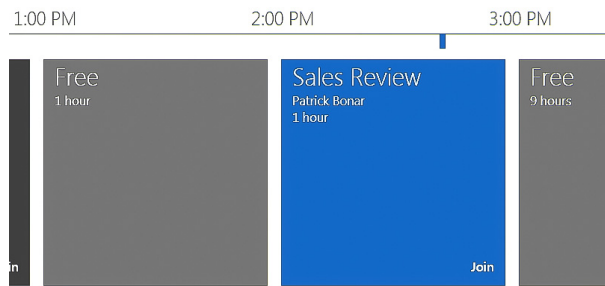 1:00 PM 2:00 PM 3:00 PM
Free
1 hour
Sales Review
Patrick Bonar
1 hour
Join
Free
9 hours
in